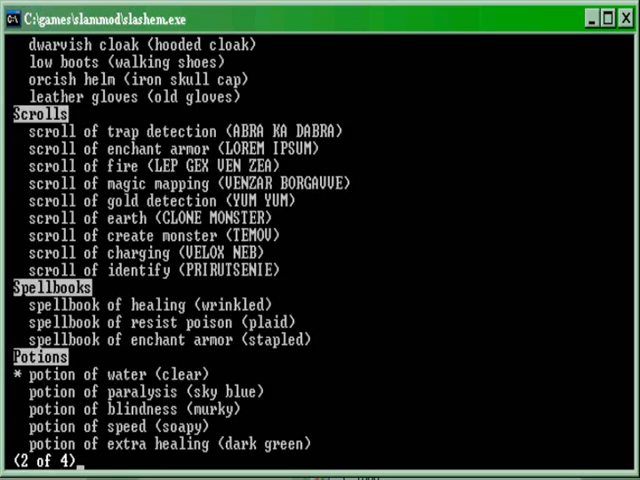 C:\games\slammod\slashem.exe
dwarvish cloak (hooded cloak)
low boots (walking shoes)
orcish helm (iron skull cap)
leather gloves (old gloves)
Scrolls
scroll of trap detection (ABRA KA DABRA)
scroll of enchant armor (LOREM IPSUM)
scroll of fire (LEP GEX VEN ZEA)
scroll of magic mapping (VENZAR BORGAVVE)
scroll of gold detection (YUM YUM)
scroll of earth (CLONE MONSTER)
scroll of create monster (TEMOV)
scroll of charging (VELOX NEB)
scroll of identify (PRIRUTSENIE)
Spellbooks
spellbook of healing (wrinkled)
spellbook of resist poison (plaid)
spellbook of enchant armor (stapled)
Potions
* potion of water (clear)
potion of paralysis (sky blue)
potion of blindness (murky)
potion of speed (soapy)
potion of extra healing (dark green)
(2 of 4)